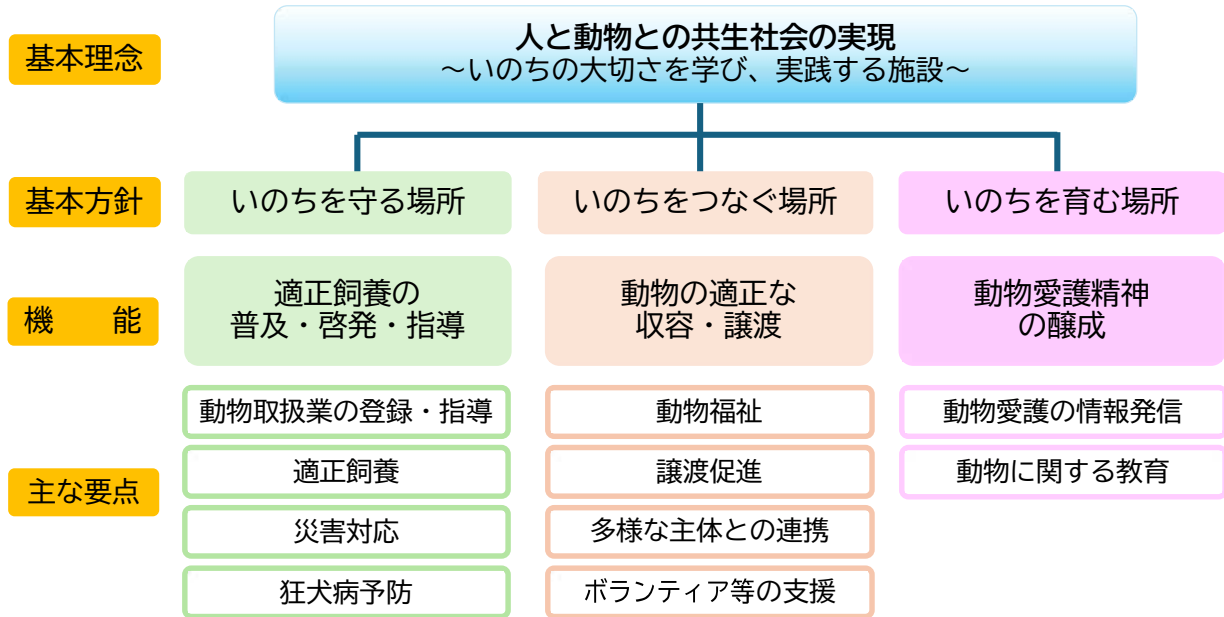 基本理念
人と動物との共生社会の実現
~いのちの大切さを学び、実践する施設~
基本方針
いのちを守る場所
いのちをつなぐ場所
いのちを育む場所
機　能
適正飼養の
普及・啓発・指導
動物の適正な
収容・譲渡
動物愛護精神
の醸成
主な要点
動物取扱業の登録・指導
適正飼養
災害対応
狂犬病予防
動物福祉
譲渡促進
多様な主体との連携
ボランティア等の支援
動物愛護の情報発信
動物に関する教育